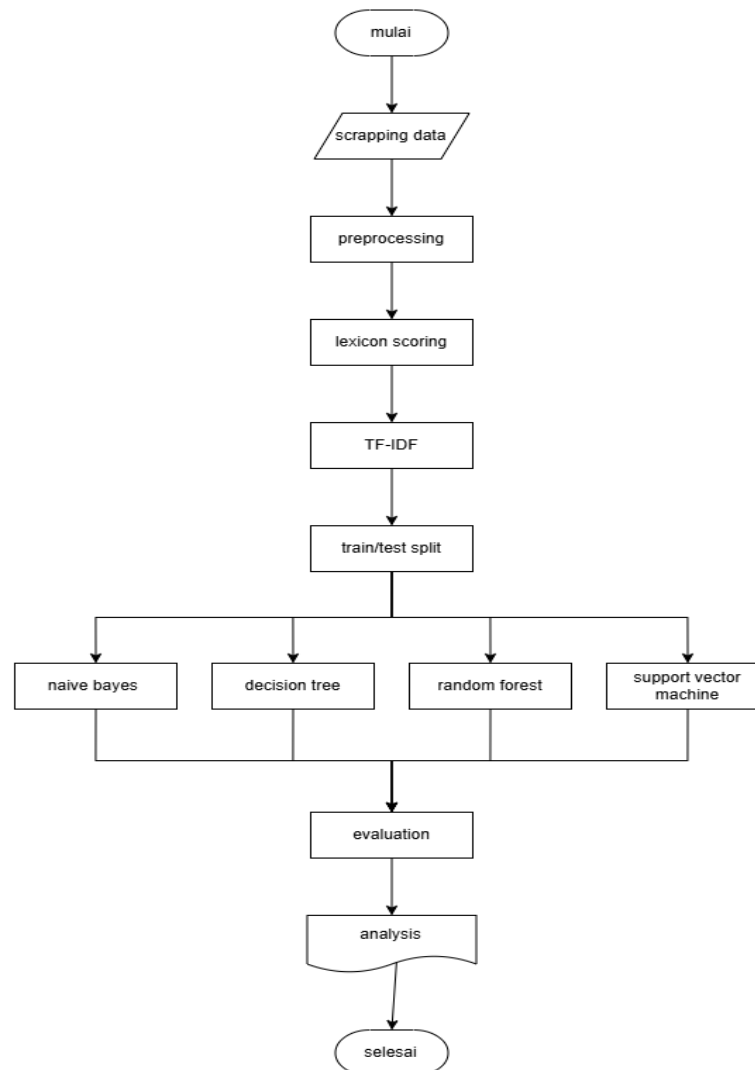 mulai
scrapping data
preprocessing
lexicon scoring
TF-IDF
train/test split
naive bayes
decision tree
random forest
support vector
machine
evaluation
analysis
selesai